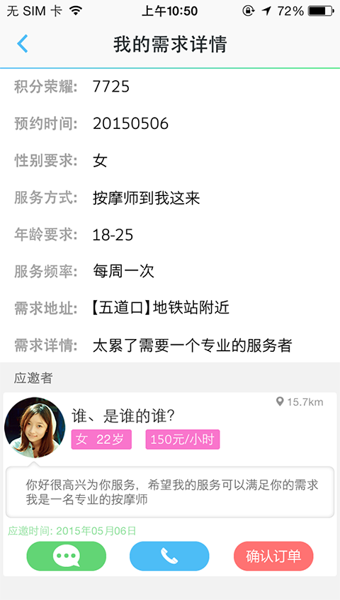 无 SIM 卡 上午10:50 72%
我的需求详情
积分荣耀: 7725
预约时间: 20150506
性别要求: 女
服务方式: 按摩师到我这来
年龄要求: 18-25
服务频率: 每周一次
需求地址: 【五道口】地铁站附近
需求详情: 太累了需要一个专业的服务者
应邀者
15.7km
谁、是谁的谁?
女 22岁 150元/小时
你好很高兴为你服务，希望我的服务可以满足你的需求
我是一名专业的按摩师
应邀时间: 2015年05月06日
确认订单